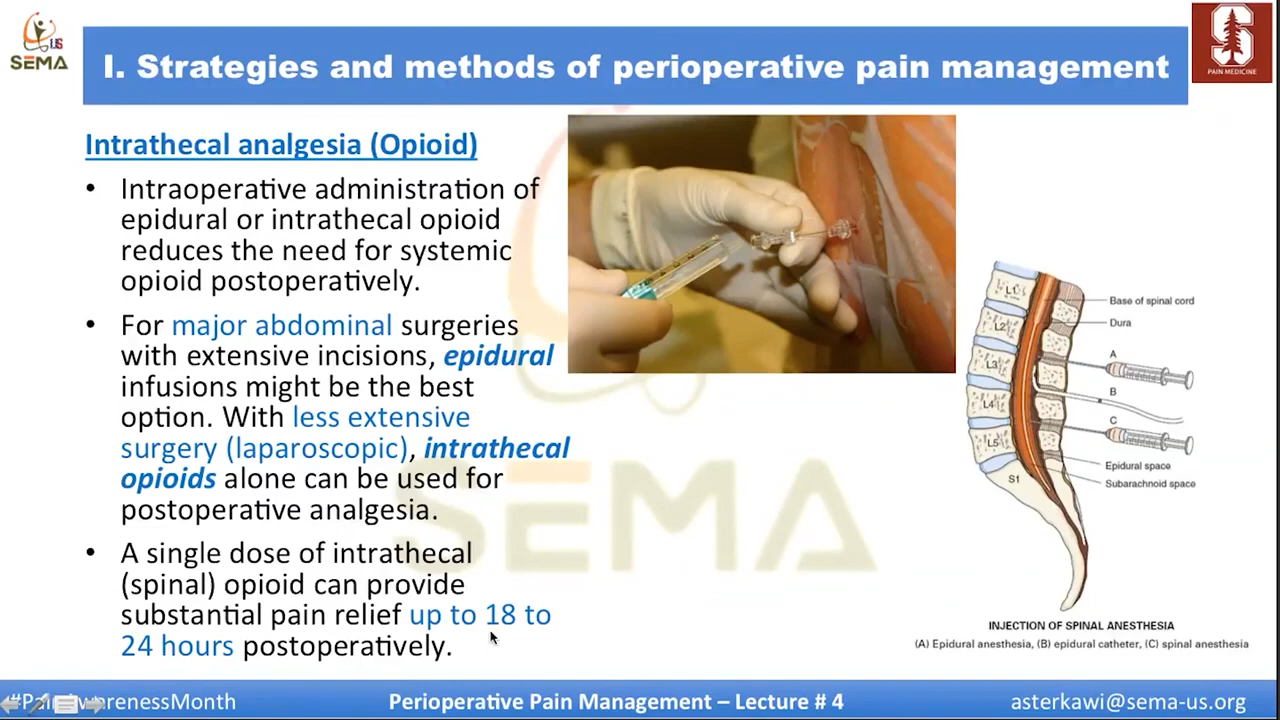 US
SEMA
I. Strategies and methods of perioperative pain management
S
PAIN MEDICINE
Intrathecal analgesia (Opioid)
• Intraoperative administration of
epidural or intrathecal opioid
reduces the need for systemic
opioid postoperatively.
• For major abdominal surgeries
with extensive incisions, epidural
infusions might be the best
option. With less extensive
surgery (laparoscopic), intrathecal
opioids alone can be used for
postoperative analgesia.
• A single dose of intrathecal
(spinal) opioid can provide
substantial pain relief up to 18 to
24 hours postoperatively.
SEMA
L1
L2
L3
L4
L5
S1
Base of spinal cord
Dura
A
B
C
Epidural space
Subarachnoid space
INJECTION OF SPINAL ANESTHESIA
(A) Epidural anesthesia, (B) epidural catheter, (C) spinal anesthesia
#PainAwarenessMonth
Perioperative Pain Management – Lecture # 4
asterkawi@sema-us.org